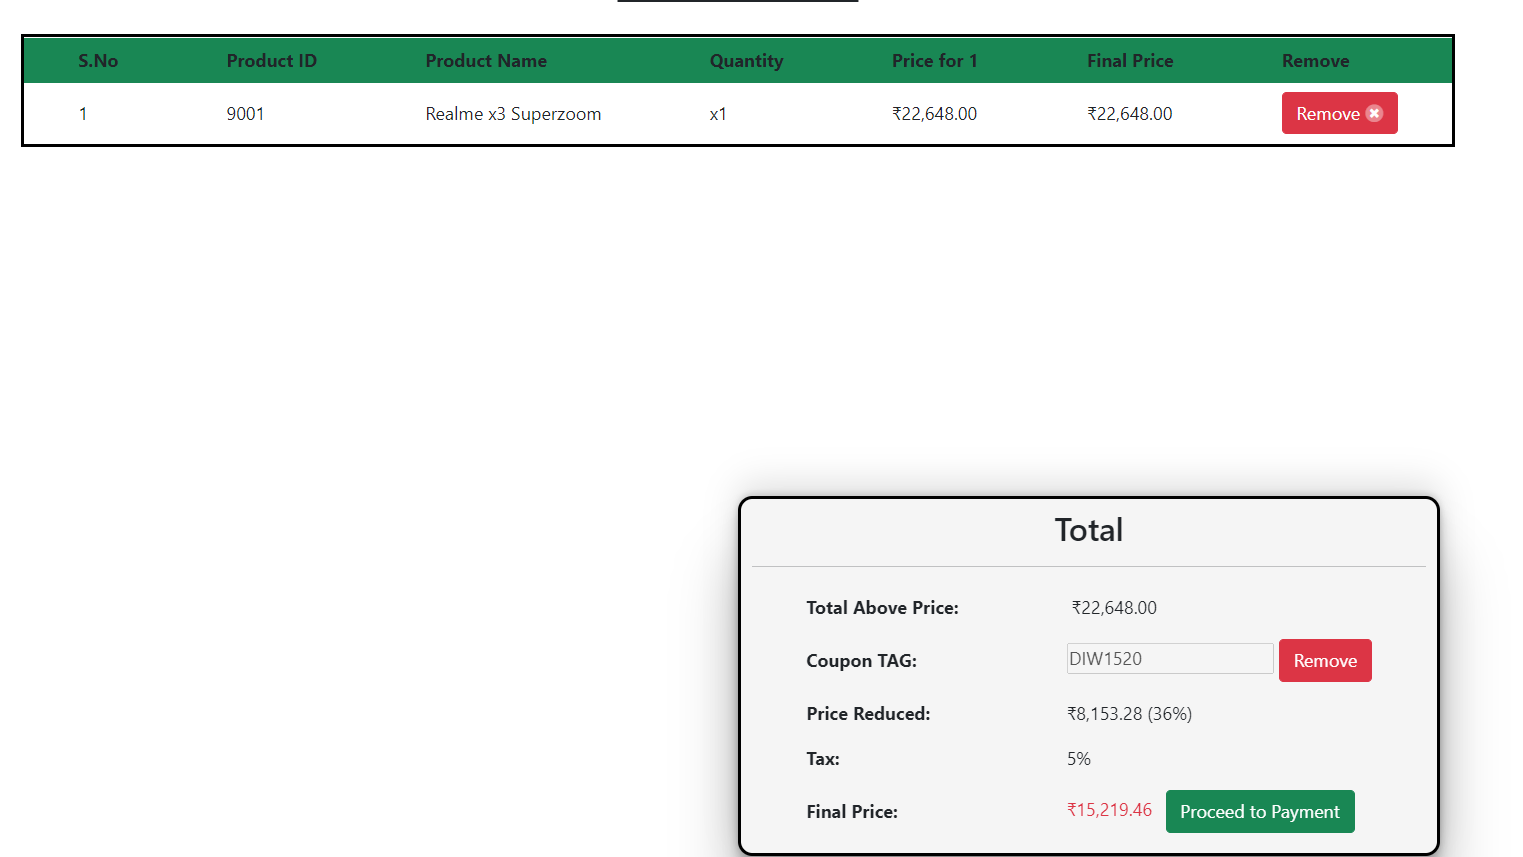 S.No Product ID Product Name Quantity Price for 1 Final Price Remove
1 9001 Realme x3 Superzoom x1 ₹22,648.00 ₹22,648.00 Remove
Total
Total Above Price: ₹22,648.00
Coupon TAG: DIW1520 Remove
Price Reduced: ₹8,153.28 (36%)
Tax: 5%
Final Price: ₹15,219.46 Proceed to Payment